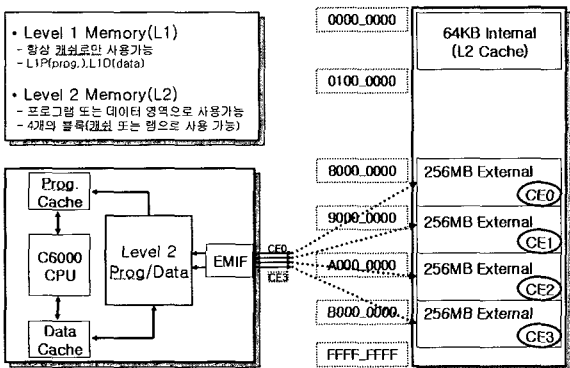 • Level 1 Memory(L1)
- 항상 캐쉬로만 사용가능
- L1P(prog.),L1D(data)
• Level 2 Memory(L2)
- 프로그램 또는 데이터 영역으로 사용가능
- 4개의 블록(캐쉬 또는 램으로 사용 가능)
Prog.
Cache
C6000
CPU
Data
Cache
Level 2
Prog/Data
EMIF
CE0
CE3
0000_0000
0100_0000
8000_0000
9000_0000
A000_0000
B000_0000
FFFF_FFFF
64KB Internal
(L2 Cache)
256MB External
CE0
256MB External
CE1
256MB External
CE2
256MB External
CE3